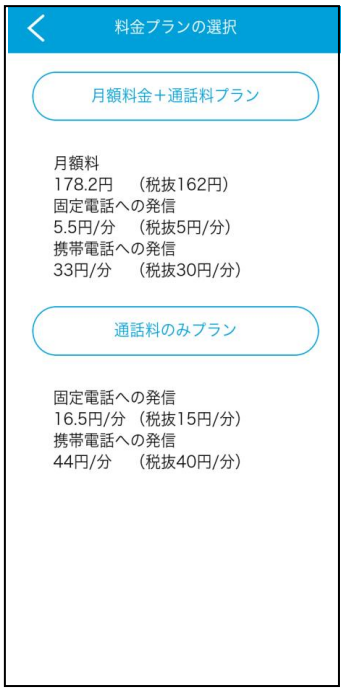 料金プランの選択
月額料金＋通話料プラン
月額料
178.2円　（税抜162円）
固定電話への発信
5.5円/分　（税抜5円/分）
携帯電話への発信
33円/分　（税抜30円/分）
通話料のみプラン
固定電話への発信
16.5円/分　（税抜15円/分）
携帯電話への発信
44円/分　（税抜40円/分）